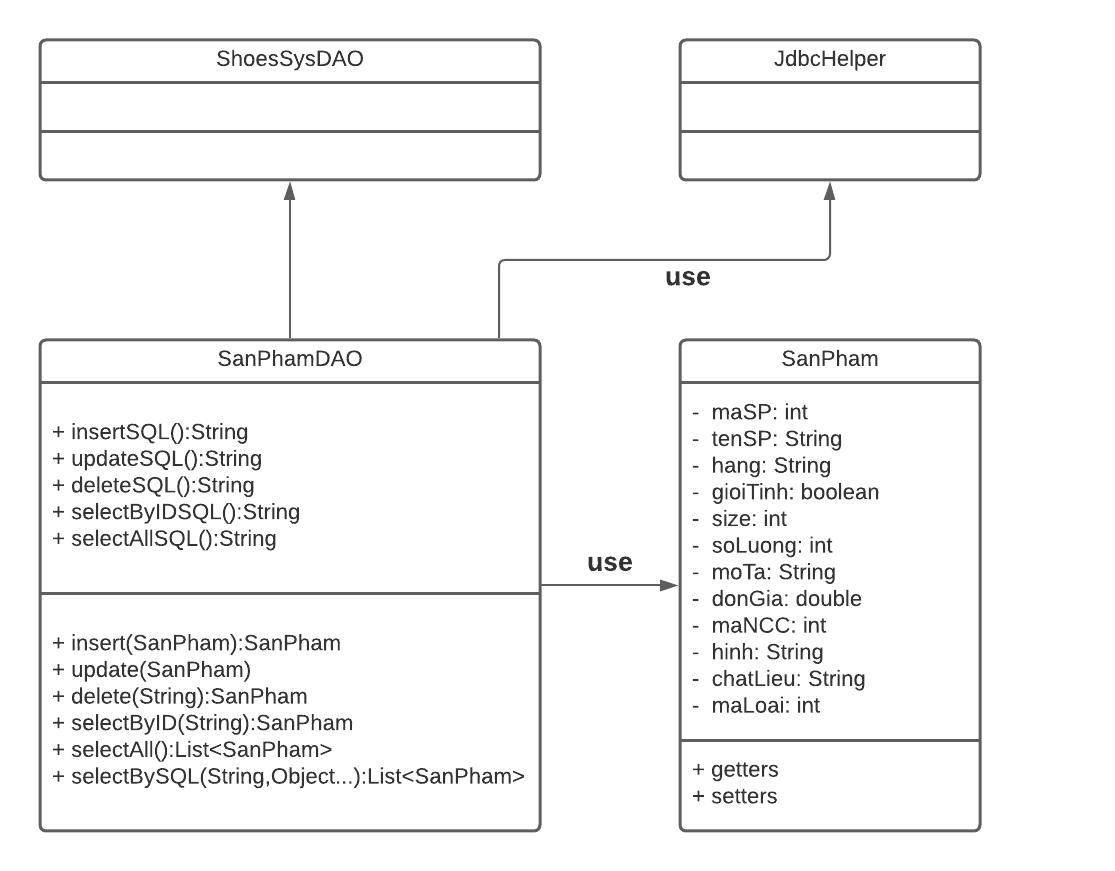 ShoesSysDAO
JdbcHelper
use
SanPhamDAO
+ insertSQL():String
+ updateSQL():String
+ deleteSQL():String
+ selectByIDSQL():String
+ selectAllSQL():String
+ insert(SanPham):SanPham
+ update(SanPham)
+ delete(String):SanPham
+ selectByID(String):SanPham
+ selectAll():List<SanPham>
+ selectBySQL(String,Object...):List<SanPham>
use
SanPham
- maSP: int
- tenSP: String
- hang: String
- gioiTinh: boolean
- size: int
- soLuong: int
- moTa: String
- donGia: double
- maNCC: int
- hinh: String
- chatLieu: String
- maLoai: int
+ getters
+ setters